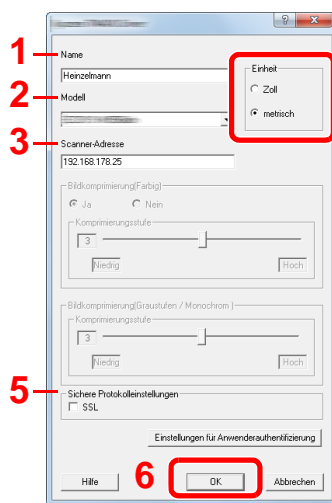 1
Name
Heinzelmann
2
Modell
3
Scanner-Adresse
192.168.178.25
Einheit
Zoll
metrisch
Bildkomprimierung(Farbig)
Ja Nein
Komprimierungsstufe
3
Niedrig Hoch
Bildkomprimierung(Graustufen / Monochrom )
Komprimierungsstufe
3
Niedrig Hoch
5
Sichere Protokolleinstellungen
SSL
Einstellungen für Anwenderauthentifizierung
6
Hilfe OK Abbrechen